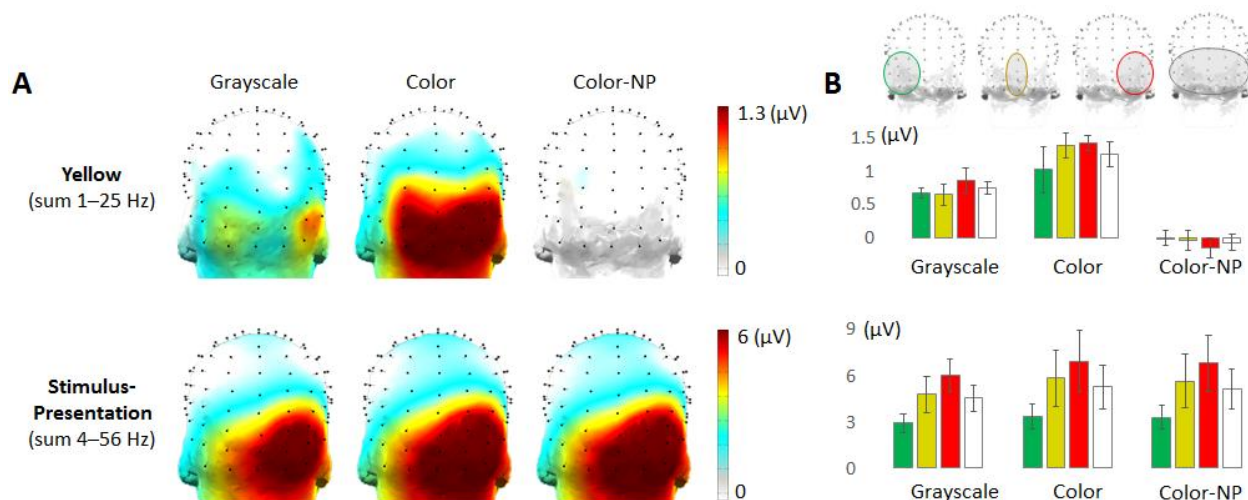 A
Grayscale
Color
Color-NP
Yellow
(sum 1–25 Hz)
1.3 (µV)
0
Stimulus-
Presentation
(sum 4–56 Hz)
6 (µV)
0
B
1.5 (µV)
1
0.5
0
Grayscale
Color
Color-NP
9 (µV)
6
3
0
Grayscale
Color
Color-NP